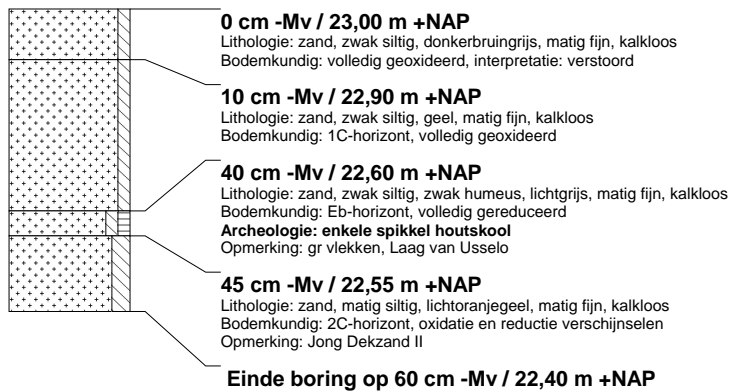 0 cm -Mv / 23,00 m +NAP
Lithologie: zand, zwak siltig, donkerbruingrijs, matig fijn, kalkloos
Bodemkundig: volledig geoxideerd, interpretatie: verstoord
10 cm -Mv / 22,90 m +NAP
Lithologie: zand, zwak siltig, geel, matig fijn, kalkloos
Bodemkundig: 1C-horizont, volledig geoxideerd
40 cm -Mv / 22,60 m +NAP
Lithologie: zand, zwak siltig, zwak humeus, lichtgrijs, matig fijn, kalkloos
Bodemkundig: Eb-horizont, volledig gereduceerd
Archeologie: enkele spikkel houtskool
Opmerking: gr vlekken, Laag van Usselo
45 cm -Mv / 22,55 m +NAP
Lithologie: zand, matig siltig, lichtoranjegeel, matig fijn, kalkloos
Bodemkundig: 2C-horizont, oxidatie en reductie verschijnselen
Opmerking: Jong Dekzand II
Einde boring op 60 cm -Mv / 22,40 m +NAP